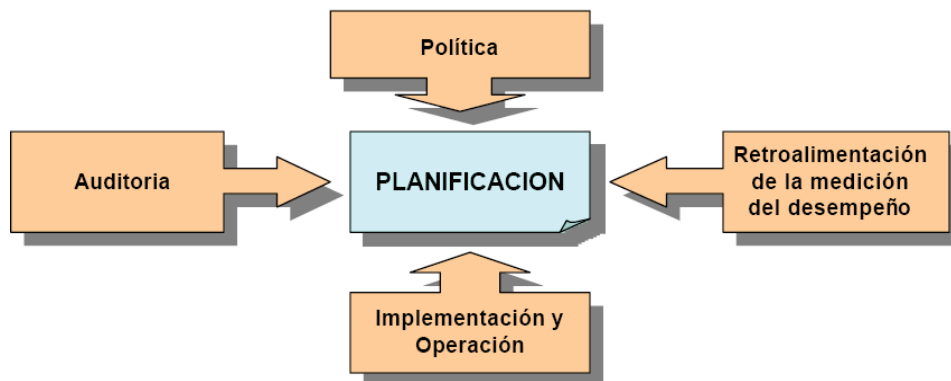 Política
Auditoria
PLANIFICACION
Retroalimentación
de la medición
del desempeño
Implementación y
Operación